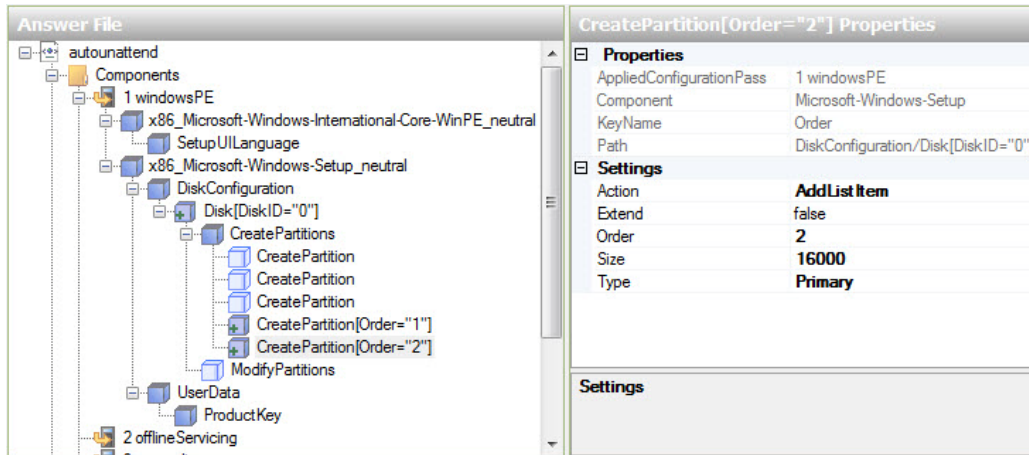 Answer File
autounattend
Components
1 windowsPE
x86_Microsoft-Windows-International-Core-WinPE_neutral
SetupUILanguage
x86_Microsoft-Windows-Setup_neutral
DiskConfiguration
Disk[DiskID="0"]
CreatePartitions
CreatePartition
CreatePartition
CreatePartition
CreatePartition[Order="1"]
CreatePartition[Order="2"]
ModifyPartitions
UserData
ProductKey
2 offlineServicing
CreatePartition[Order="2"] Properties
Properties
AppliedConfigurationPass 1 windowsPE
Component Microsoft-Windows-Setup
KeyName Order
Path DiskConfiguration/Disk[DiskID="0"
Settings
Action AddListItem
Extend false
Order 2
Size 16000
Type Primary
Settings